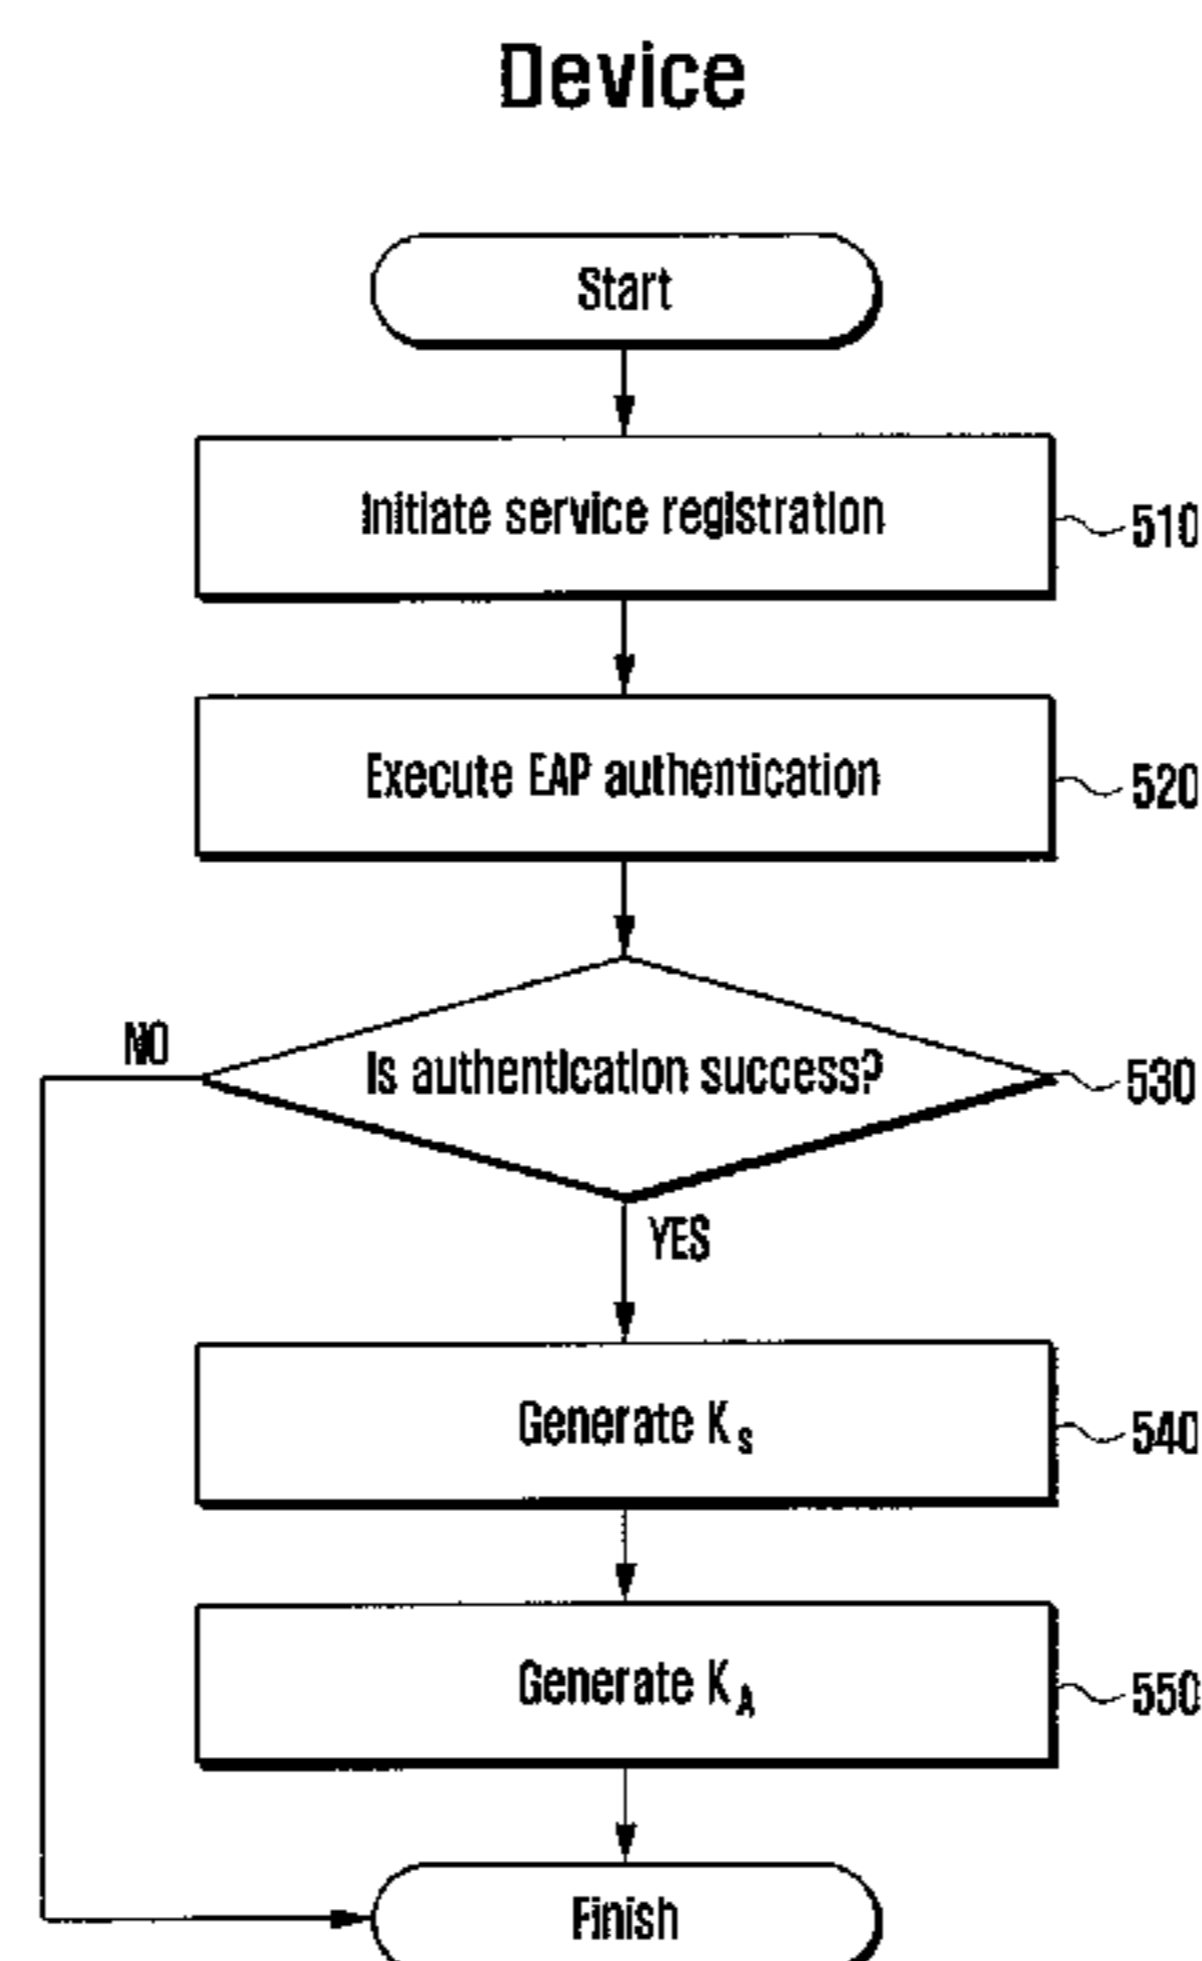 Device
Start
Initiate service registration
510
Execute EAP authentication
520
NO
Is authentication success?
530
YES
Generate Ks
540
Generate KA
550
Finish